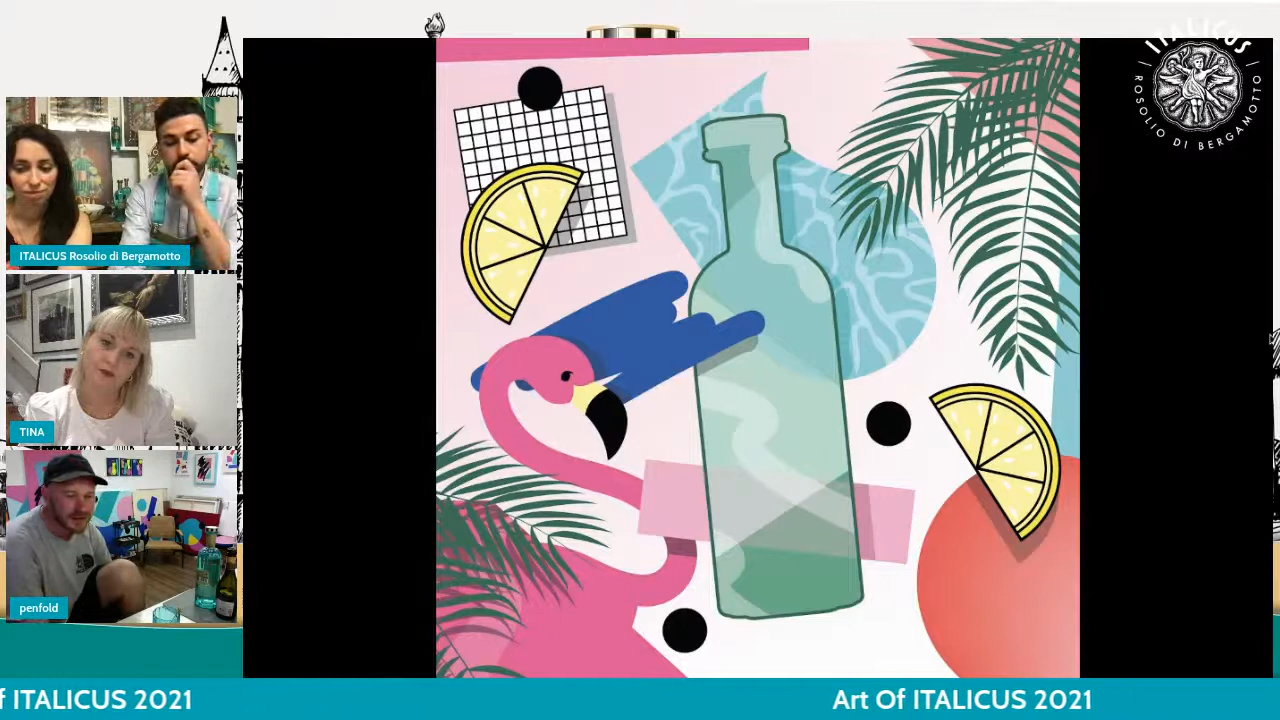 ITALICUS
ROSOLIO DI BERGAMOTTO
ITALICUS Rosolio di Bergamotto
TINA
penfold
f ITALICUS 2021
Art Of ITALICUS 2021